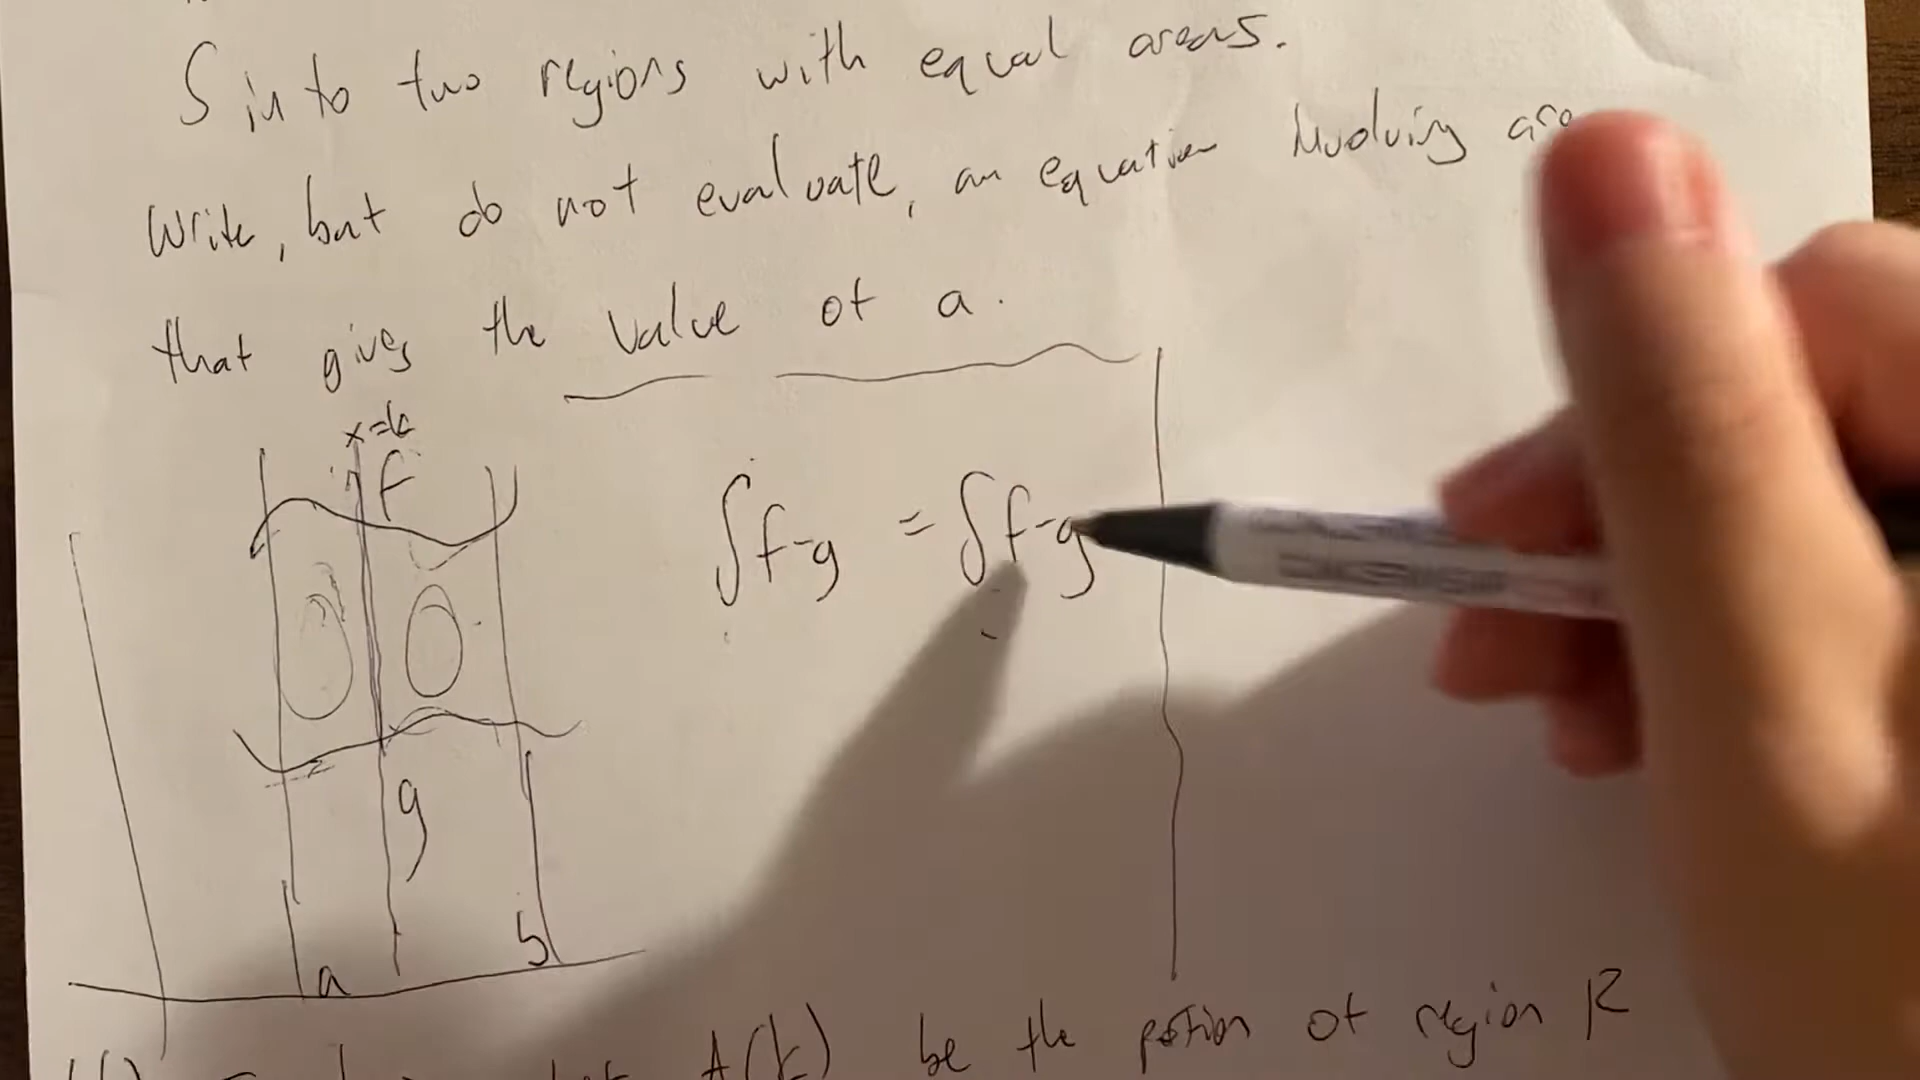 S into two regions with equal areas.
Write, but do not evaluate, an equation involving
that gives the value of a.
x=k
f
∫f-g = ∫f-g
g
a
b
A(k) be the portion of region R